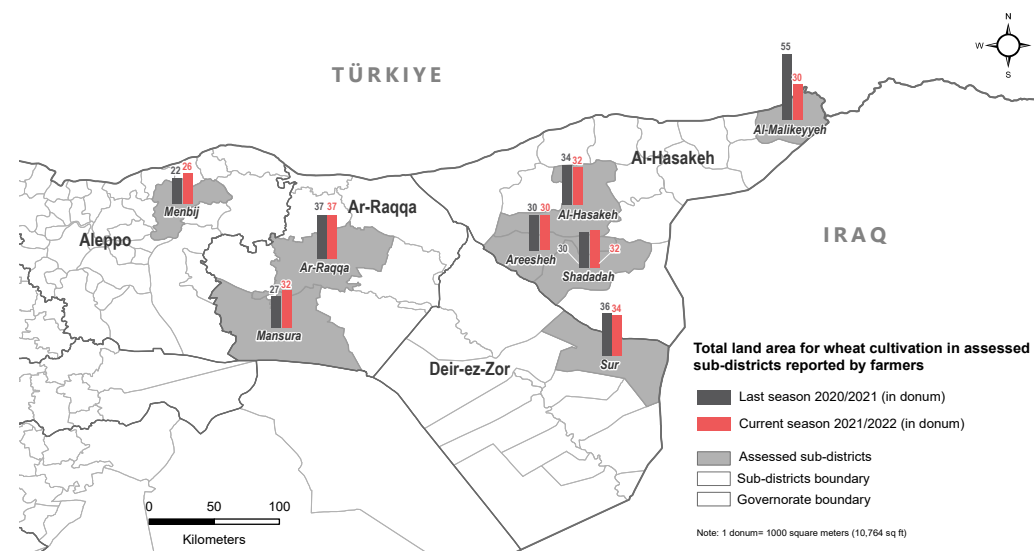 N
W
E
S
TÜRKIYE
55
30
Al-Malikeyyeh
Al-Hasakeh
34
32
Al-Hasakeh
22
26
Menbij
Ar-Raqqa
37
37
Ar-Raqqa
Aleppo
30
30
Areesheh
30
32
Shadadah
IRAQ
27
32
Mansura
36
34
Sur
Deir-ez-Zor
Total land area for wheat cultivation in assessed
sub-districts reported by farmers
Last season 2020/2021 (in donum)
Current season 2021/2022 (in donum)
Assessed sub-districts
Sub-districts boundary
Governorate boundary
Note: 1 donum= 1000 square meters (10,764 sq ft)
0
50
100
Kilometers